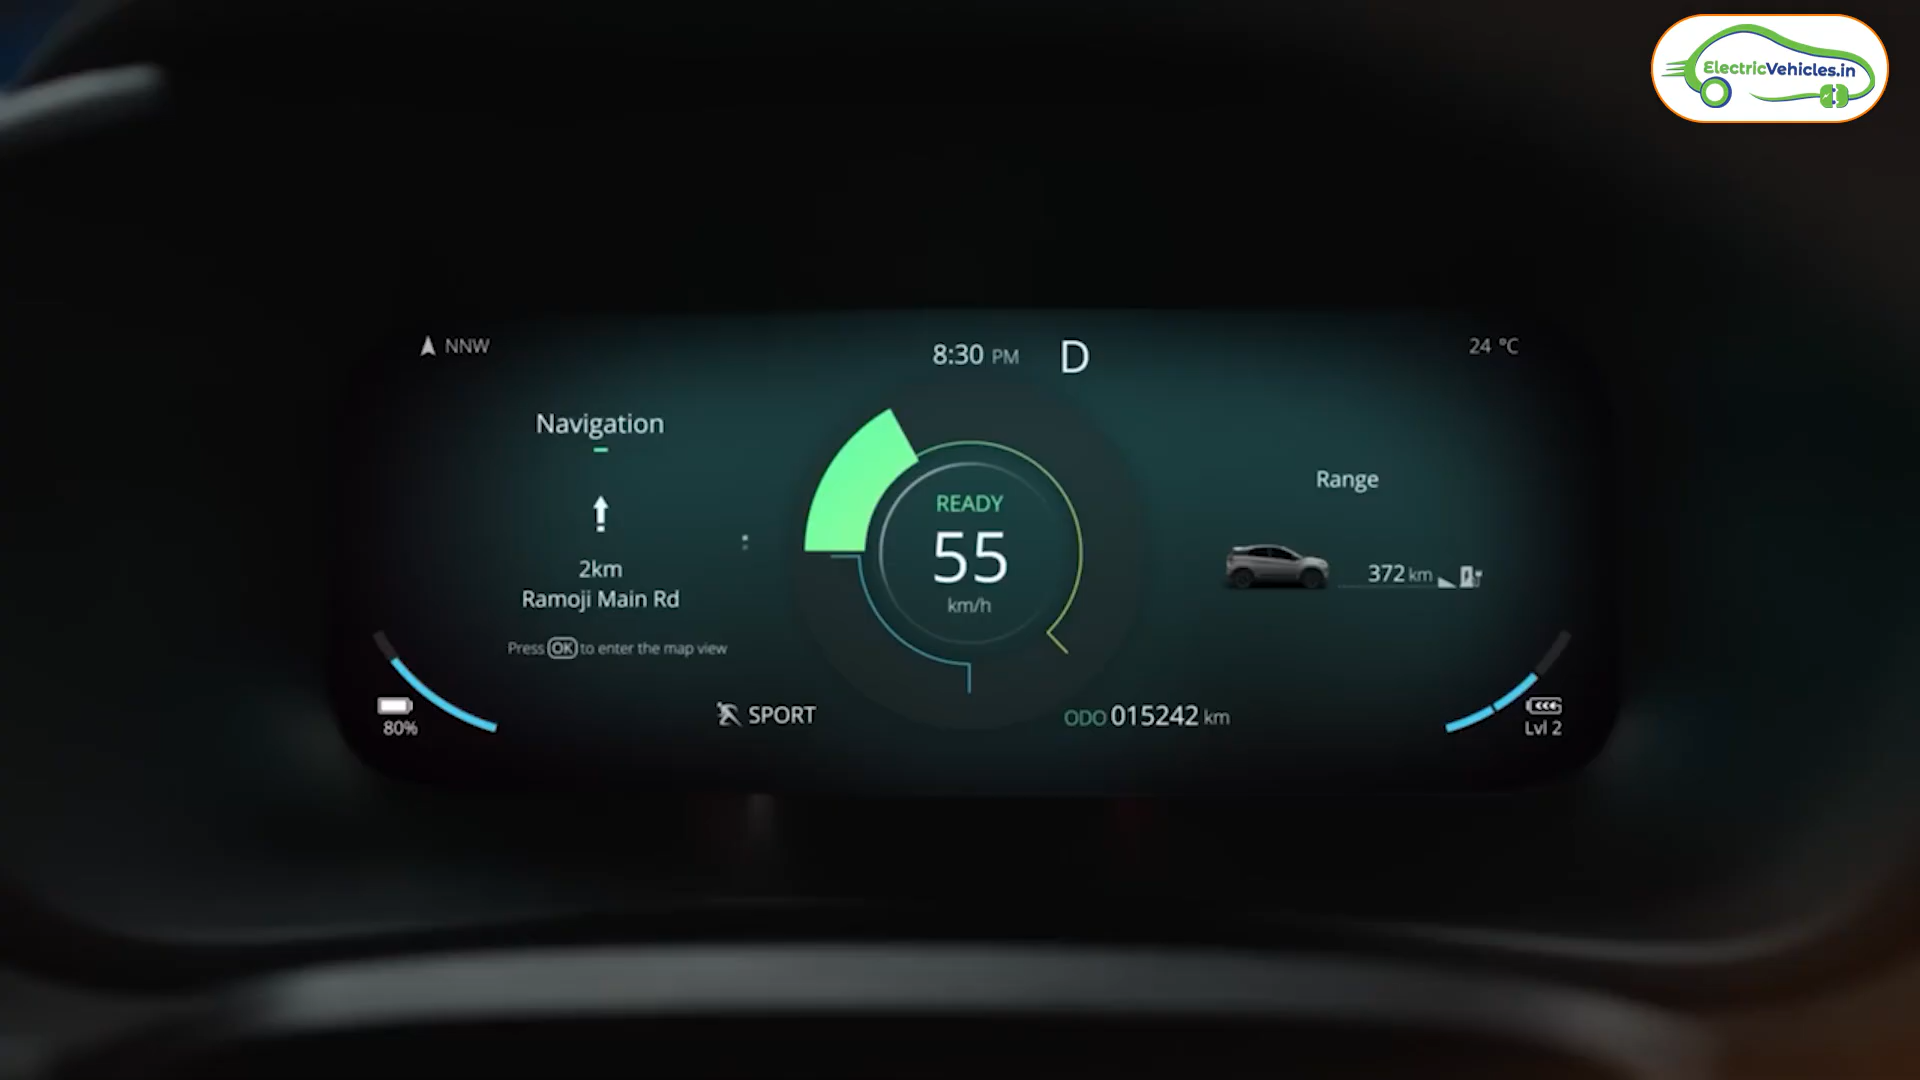 ElectricVehicles.in
NNW
8:30 PM
D
24 °C
Navigation
2km
Ramoji Main Rd
Press OK to enter the map view
READY
55
km/h
Range
372 km
80%
SPORT
ODO 015242 km
Lvl 2